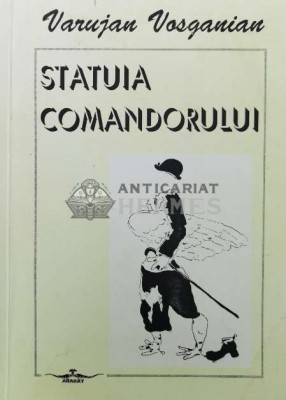 Varujan Vosganian
STATUIA
COMANDORULUI
ANTICARIAT
HERMES
ARARAT